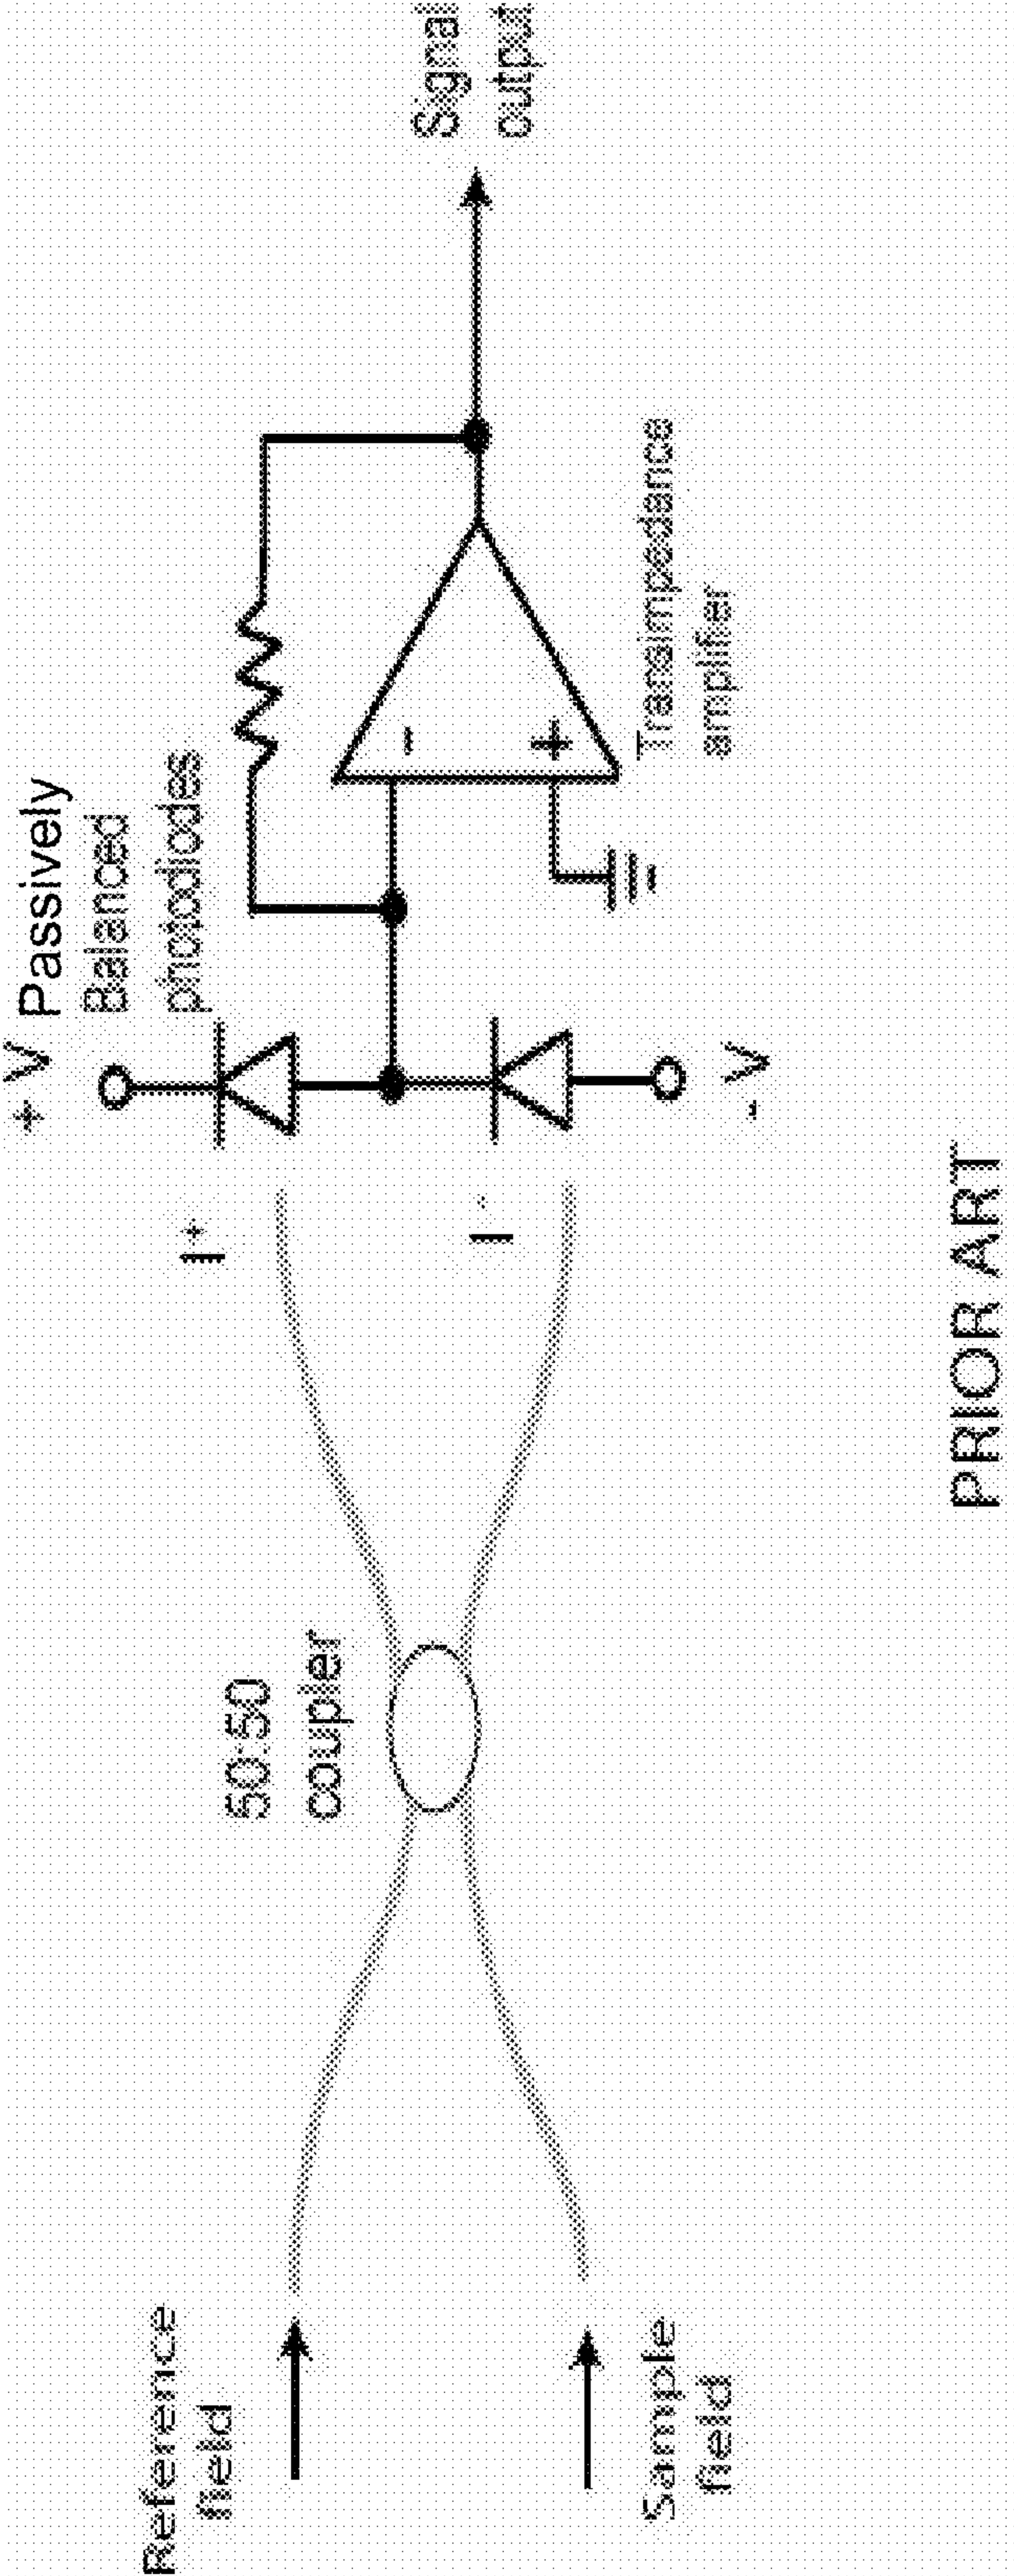 Reference
field
Sample
field
50:50
coupler
I+
I-
+ V
Passively
Balanced
photodiodes
- V
-
+
Transimpedance
amplifier
Signal
output
PRIOR ART